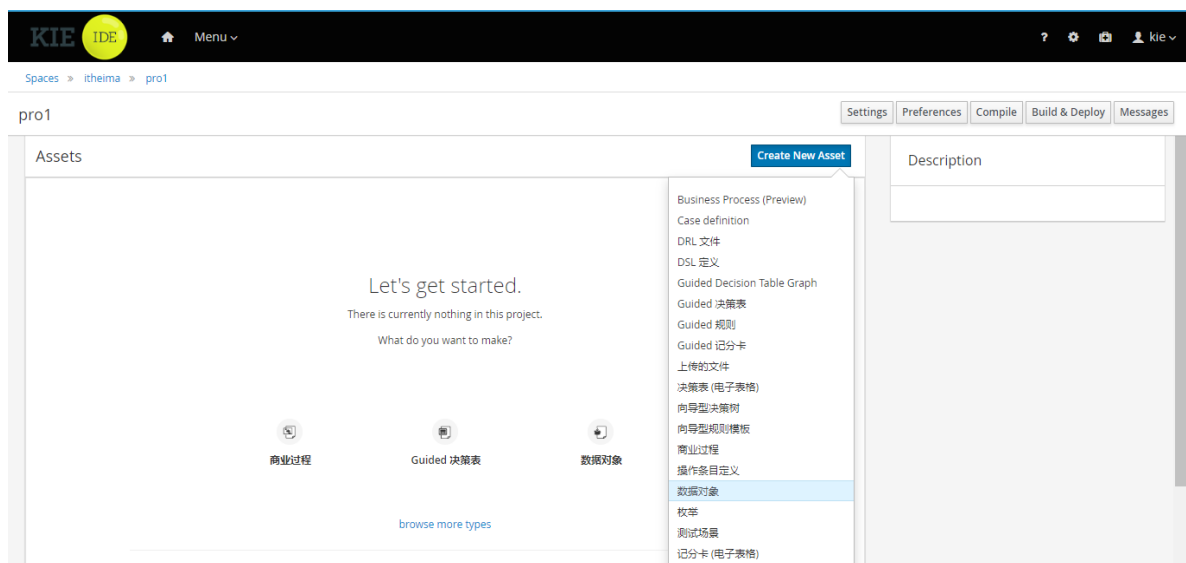 KIE IDE Menu ? kie
Spaces » itheima » pro1
pro1 Settings Preferences Compile Build & Deploy Messages
Assets Create New Asset
Description
Let's get started.
There is currently nothing in this project.
What do you want to make?
商业过程 Guided 决策表 数据对象
browse more types
Business Process (Preview)
Case definition
DRL 文件
DSL 定义
Guided Decision Table Graph
Guided 决策表
Guided 规则
Guided 记分卡
上传的文件
决策表 (电子表格)
向导型决策树
向导型规则模板
商业过程
操作条目定义
数据对象
枚举
测试场景
记分卡 (电子表格)